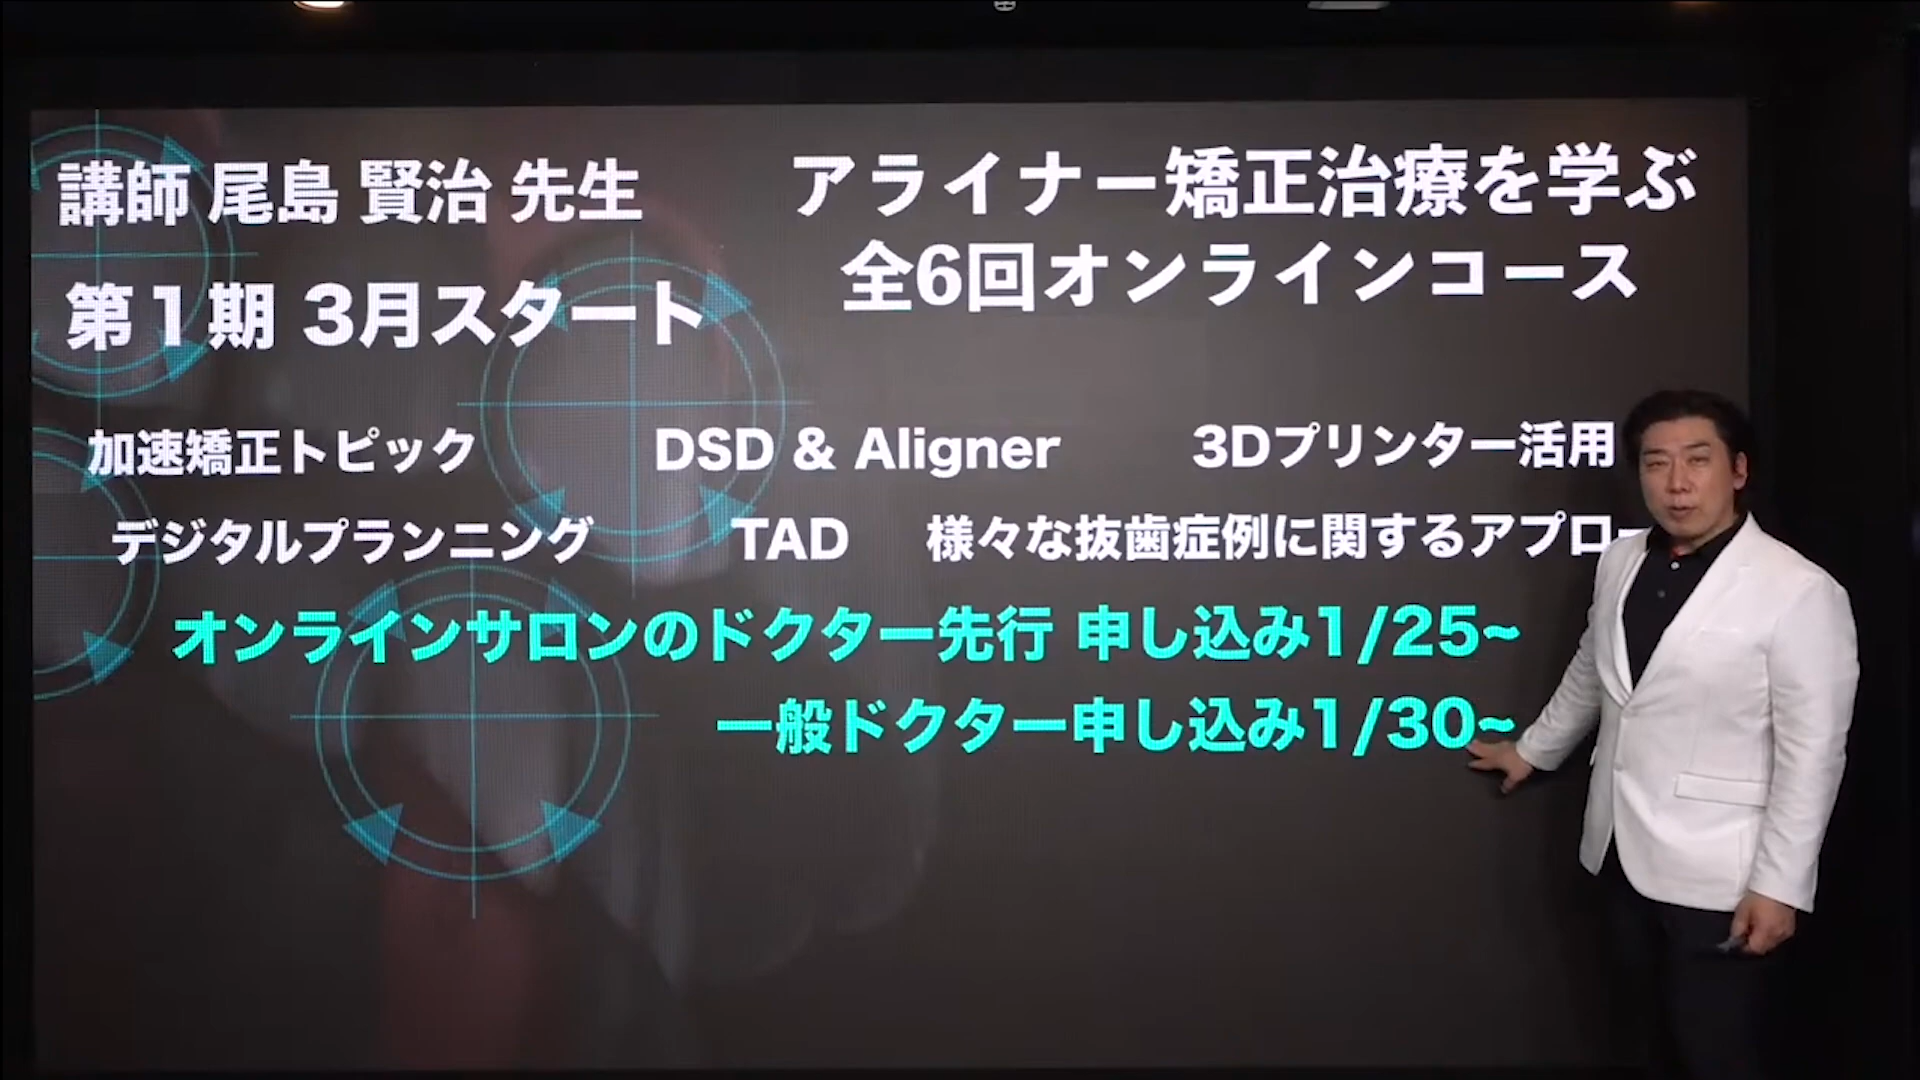 講師 尾島 賢治 先生
アライナー矯正治療を学ぶ
全6回オンラインコース
第1期 3月スタート
加速矯正トピック DSD & Aligner 3Dプリンター活用
デジタルプランニング TAD 様々な抜歯症例に関するアプロー
オンラインサロンのドクター先行 申し込み1/25~
一般ドクター申し込み1/30~